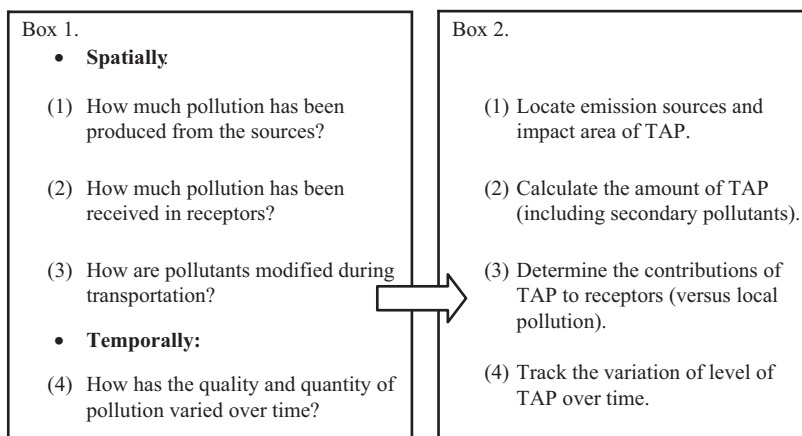 Box 1.
• Spatially:
(1) How much pollution has been
produced from the sources?
(2) How much pollution has been
received in receptors?
(3) How are pollutants modified during
transportation?
• Temporally:
(4) How has the quality and quantity of
pollution varied over time?
Box 2.
(1) Locate emission sources and
impact area of TAP.
(2) Calculate the amount of TAP
(including secondary pollutants).
(3) Determine the contributions of
TAP to receptors (versus local
pollution).
(4) Track the variation of level of
TAP over time.